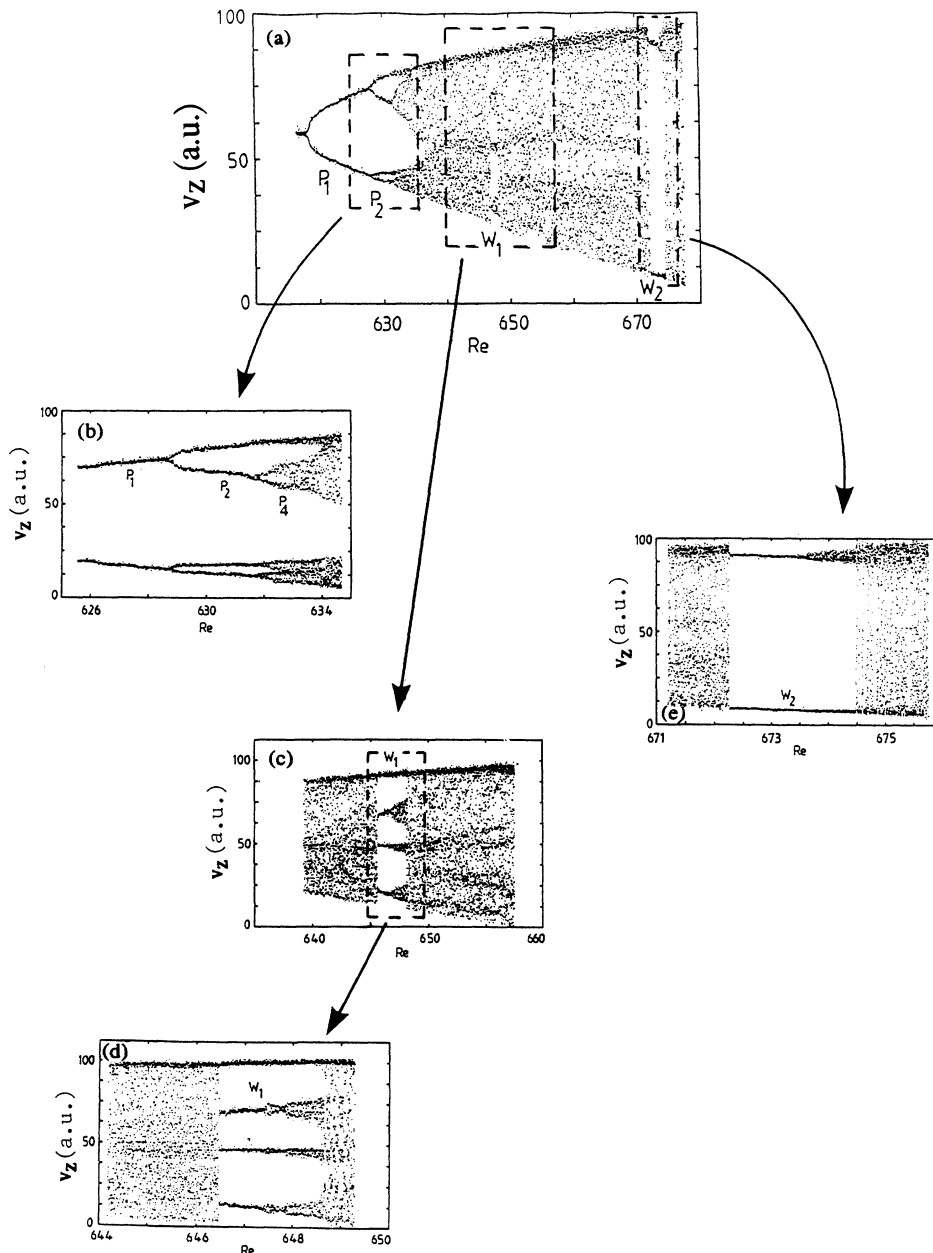 (a)
100
50
0
v_z (a.u.)
P_1
P_2
W_1
W_2
630 650 670
Re
(b)
100
50
0
v_z (a.u.)
P_1
P_2
P_4
626 630 634
Re
(c)
W_1
100
50
0
v_z (a.u.)
640 650 660
Re
(d)
100
50
0
v_z (a.u.)
W_1
644 646 648 650
Re
100
50
0
v_z (a.u.)
W_2
(e)
671 673 675
Re